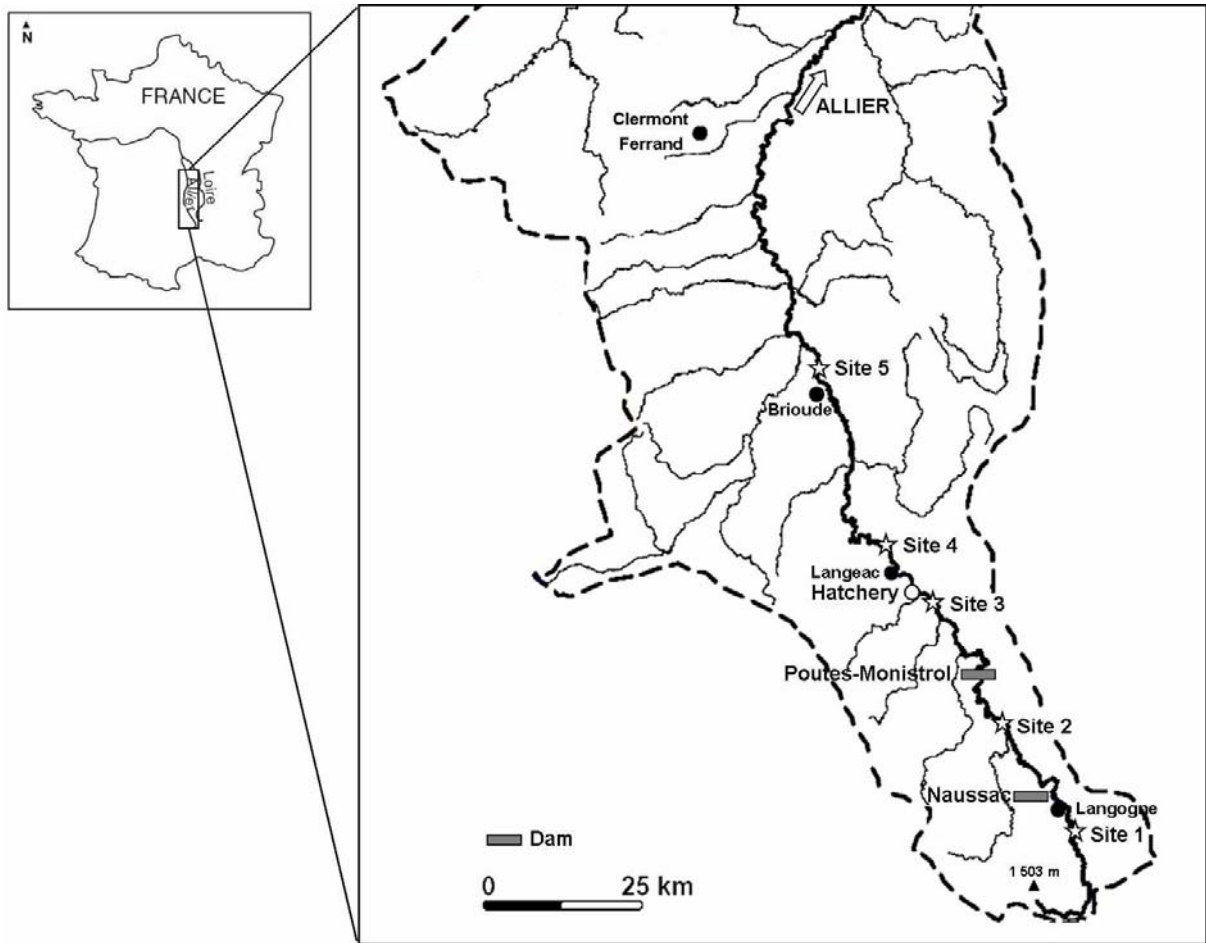 N
FRANCE
Loire
Allier
ALLIER
Clermont
Ferrand
Site 5
Brioude
Site 4
Langeac
Hatchery
Site 3
Poutes-Monistrol
Site 2
Naussac
Langogne
Site 1
Dam
1 503 m
0 25 km